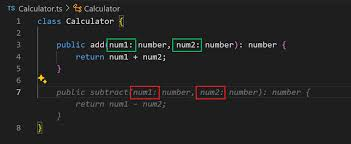 Calculator.ts > Calculator
1 class Calculator {
2
3 public add(num1: number, num2: number): number {
4 return num1 + num2;
5 }
6
7 public subtract(num1: number, num2: number): number {
return num1 - num2;
}
8 }